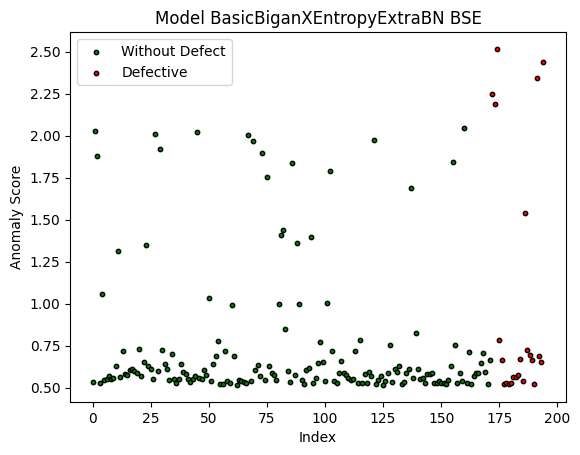 Model BasicBiganXEntropyExtraBN BSE
Without Defect
Defective
Anomaly Score
2.50
2.25
2.00
1.75
1.50
1.25
1.00
0.75
0.50
0 25 50 75 100 125 150 175 200
Index